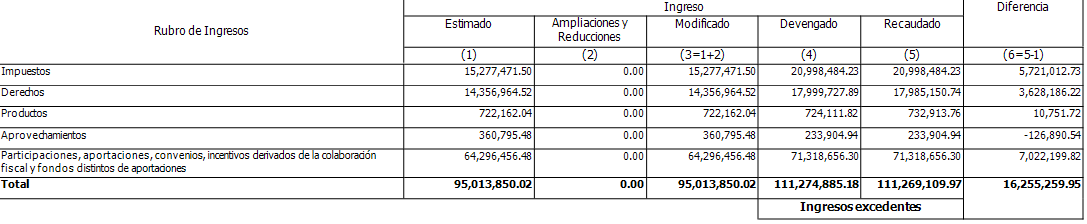 Rubro de Ingresos Ingreso Diferencia
Estimado Ampliaciones y Reducciones Modificado Devengado Recaudado
(1) (2) (3=1+2) (4) (5) (6=5-1)
Impuestos 15,277,471.50 0.00 15,277,471.50 20,998,484.23 20,998,484.23 5,721,012.73
Derechos 14,356,964.52 0.00 14,356,964.52 17,999,727.89 17,985,150.74 3,628,186.22
Productos 722,162.04 0.00 722,162.04 724,111.82 732,913.76 10,751.72
Aprovechamientos 360,795.48 0.00 360,795.48 233,904.94 233,904.94 -126,890.54
Participaciones, aportaciones, convenios, incentivos derivados de la colaboración
fiscal y fondos distintos de aportaciones 64,296,456.48 0.00 64,296,456.48 71,318,656.30 71,318,656.30 7,022,199.82
Total 95,013,850.02 0.00 95,013,850.02 111,274,885.18 111,269,109.97 16,255,259.95
Ingresos excedentes